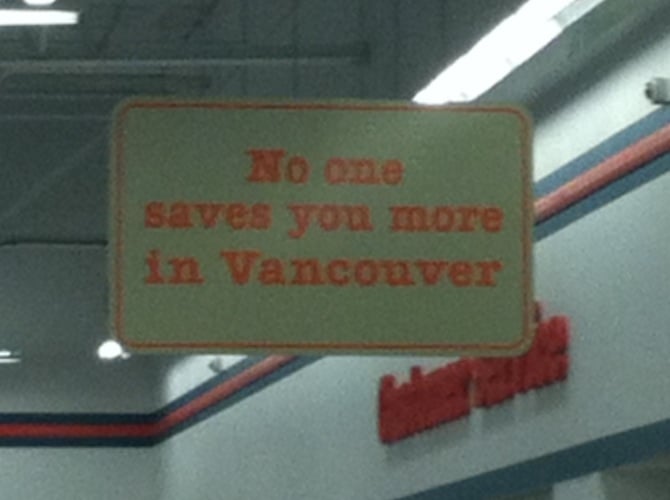 No one
saves you more
in Vancouver